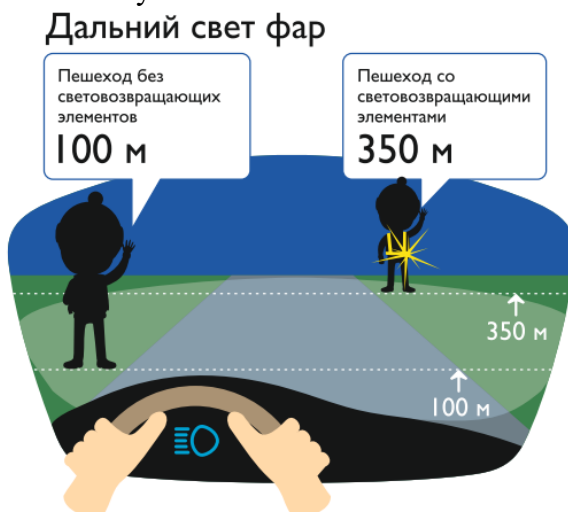 Дальний свет фар
Пешеход без
световозвращающих
элементов
100 м
Пешеход со
световозвращающими
элементами
350 м
350 м
100 м